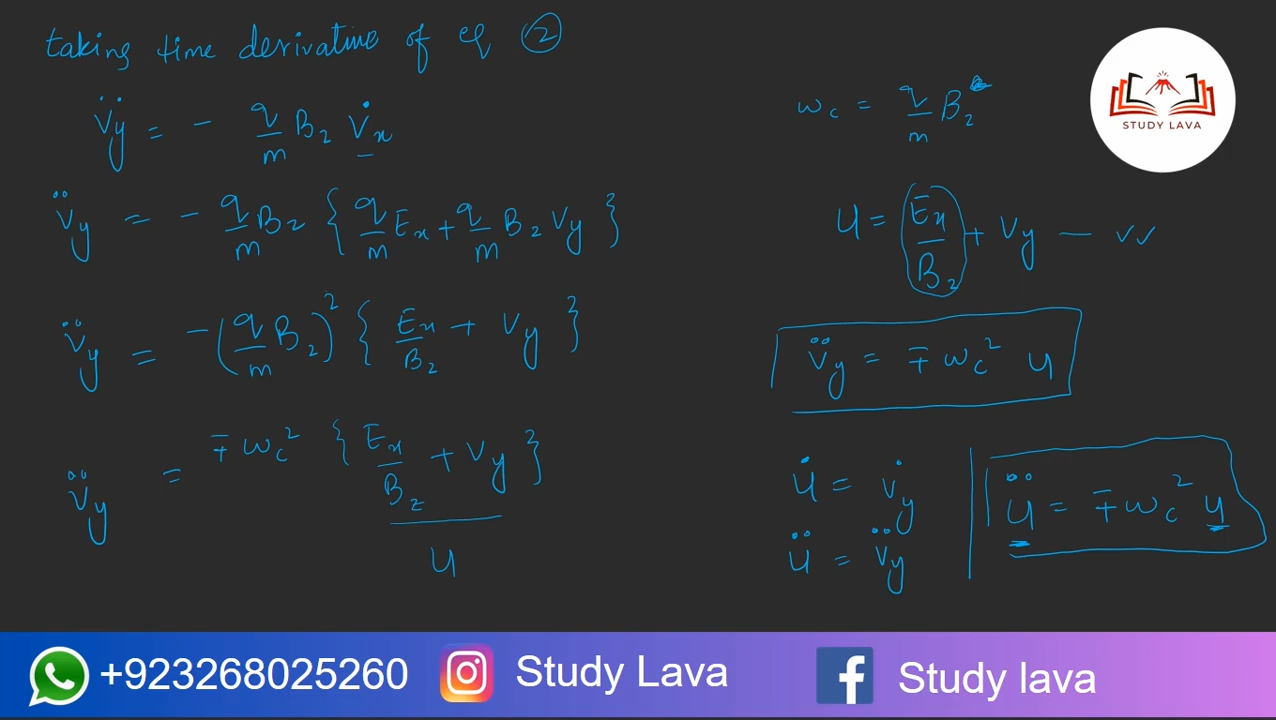 taking time derivative of eq ②
V̈y = - q/m Bz V̇x
V̈y = - q/m Bz { q/m Ex + q/m Bz Vy }
V̈y = -(q/m Bz)² { Ex/Bz + Vy }
V̈y = ∓ ωc² { Ex/Bz + Vy }
u
ωc = q/m Bz
u = Ex/Bz + Vy — ✓✓
V̈y = ∓ ωc² u
u̇ = V̇y
ü = V̈y
ü = ∓ ωc² u
STUDY LAVA
+923268025260 Study Lava Study lava